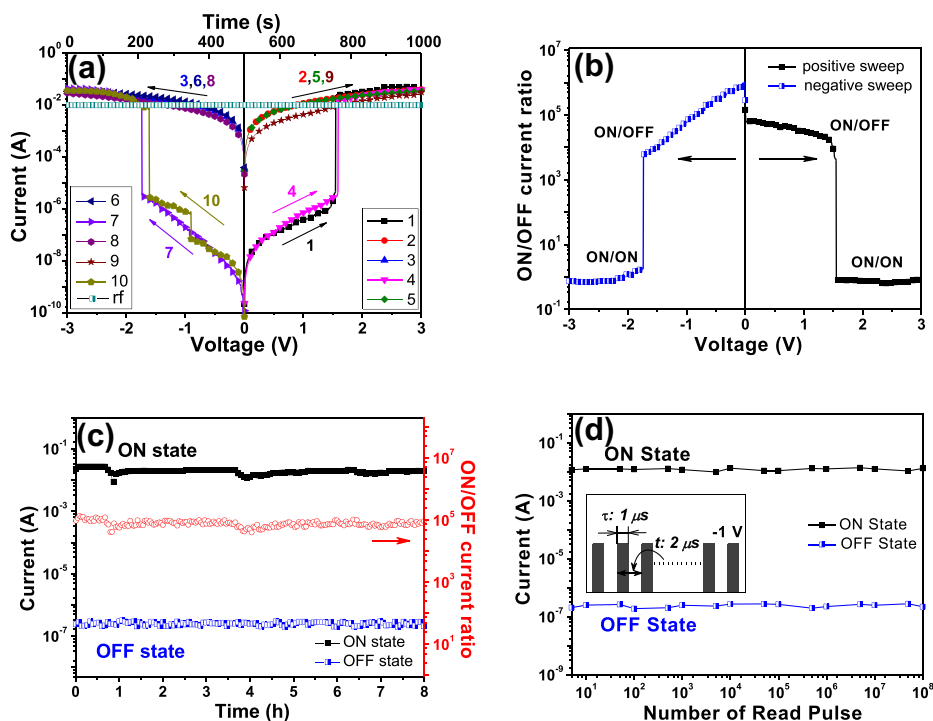 Time (s)
0 200 400 600 800 1000
(a)
3,6,8
2,5,9
10
4
7
1
6
7
8
9
10
rf
1
2
3
4
5
10^0
10^-2
10^-4
10^-6
10^-8
10^-10
Current (A)
-3 -2 -1 0 1 2 3
Voltage (V)
(b)
positive sweep
negative sweep
ON/OFF
ON/OFF
ON/ON
ON/ON
10^7
10^5
10^3
10^1
10^-1
ON/OFF current ratio
-3 -2 -1 0 1 2 3
Voltage (V)
(c)
ON state
OFF state
ON state
OFF state
10^-1
10^-3
10^-5
10^-7
Current (A)
10^8
10^6
10^4
10^2
ON/OFF current ratio
0 1 2 3 4 5 6 7 8
Time (h)
(d)
ON State
τ: 1 μs
-1 V
t: 2 μs
ON State
OFF State
OFF State
10^1
10^-1
10^-3
10^-5
10^-7
10^-9
Current (A)
10^1 10^2 10^3 10^4 10^5 10^6 10^7 10^8
Number of Read Pulse